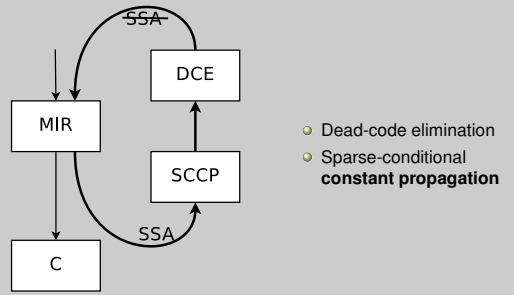 SSA
DCE
MIR
Dead-code elimination
Sparse-conditional
constant propagation
SCCP
SSA
C